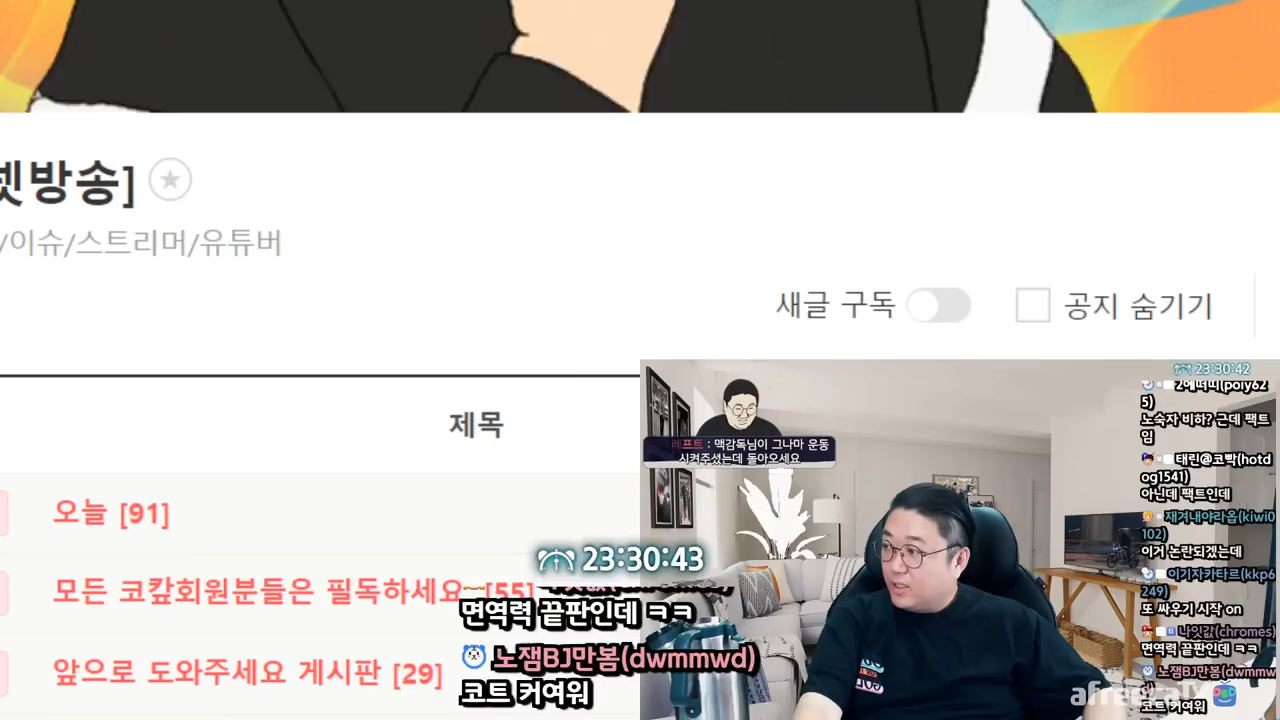 넷방송]
/이슈/스트리머/유튜버
새글 구독
공지 숨기기
제목
오늘 [91]
모든 코캎회원분들은 필독하세요 [55]
앞으로 도와주세요 게시판 [29]
23:30:43
면역력 끝판인데 ㅋㅋ
노잼BJ만봄(dwmmwd)
코트 커여워
레프트 : 맥감독님이 그나마 운동
시켜주셨는데 돌아오세요
23:30:42
5)
노숙자 비하? 근데 팩트
임
태린@코빡(hotd
og1541)
아닌데 팩트인데
재겨내야라옵(kiwi0
102)
이거 논란되겠는데
이기자카타르(kkp6
249)
또 싸우기 시작 on
나잇값(chromes)
면역력 끝판인데 ㅋㅋ
노잼BJ만봄(dwmmw
코트 커여워
afreecaTV